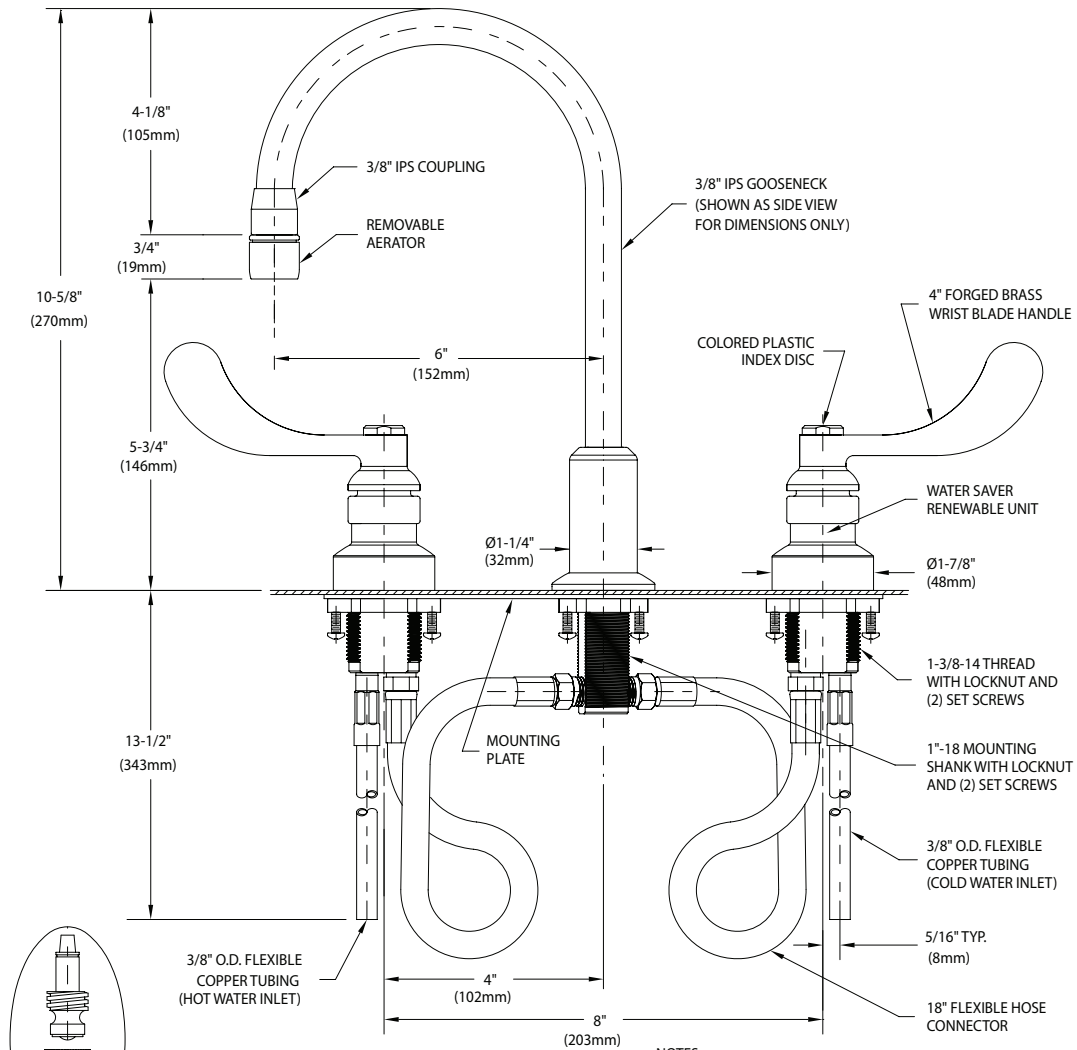 4-1/8"
(105mm)
3/8" IPS COUPLING
3/8" IPS GOOSENECK
(SHOWN AS SIDE VIEW
FOR DIMENSIONS ONLY)
REMOVABLE
AERATOR
3/4"
(19mm)
10-5/8"
(270mm)
4" FORGED BRASS
WRIST BLADE HANDLE
COLORED PLASTIC
INDEX DISC
6"
(152mm)
5-3/4"
(146mm)
WATER SAVER
RENEWABLE UNIT
Ø1-1/4"
(32mm)
Ø1-7/8"
(48mm)
1-3/8-14 THREAD
WITH LOCKNUT AND
(2) SET SCREWS
13-1/2"
(343mm)
MOUNTING
PLATE
1"-18 MOUNTING
SHANK WITH LOCKNUT
AND (2) SET SCREWS
3/8" O.D. FLEXIBLE
COPPER TUBING
(COLD WATER INLET)
3/8" O.D. FLEXIBLE
COPPER TUBING
(HOT WATER INLET)
5/16" TYP.
(8mm)
4"
(102mm)
18" FLEXIBLE HOSE
CONNECTOR
8"
(203mm)